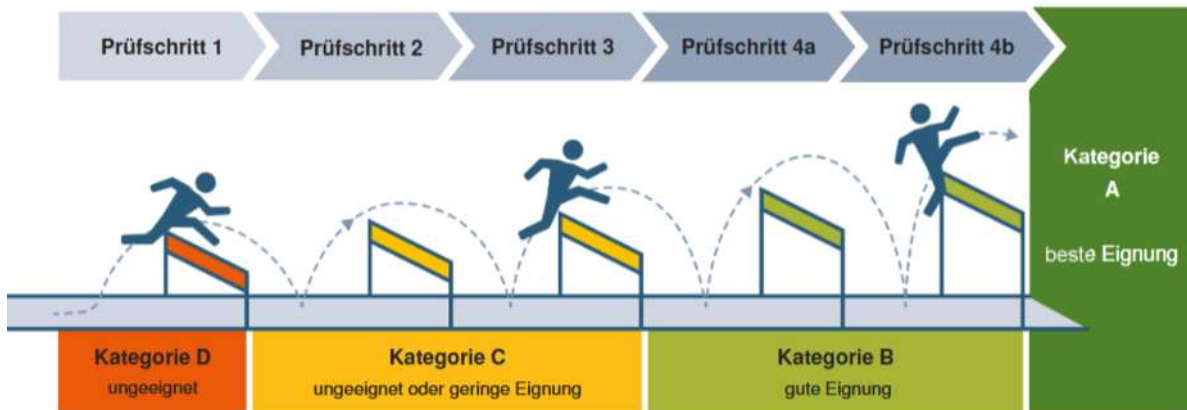 Prüfschritt 1
Prüfschritt 2
Prüfschritt 3
Prüfschritt 4a
Prüfschritt 4b
Kategorie
A
beste Eignung
Kategorie D
ungeeignet
Kategorie C
ungeeignet oder geringe Eignung
Kategorie B
gute Eignung